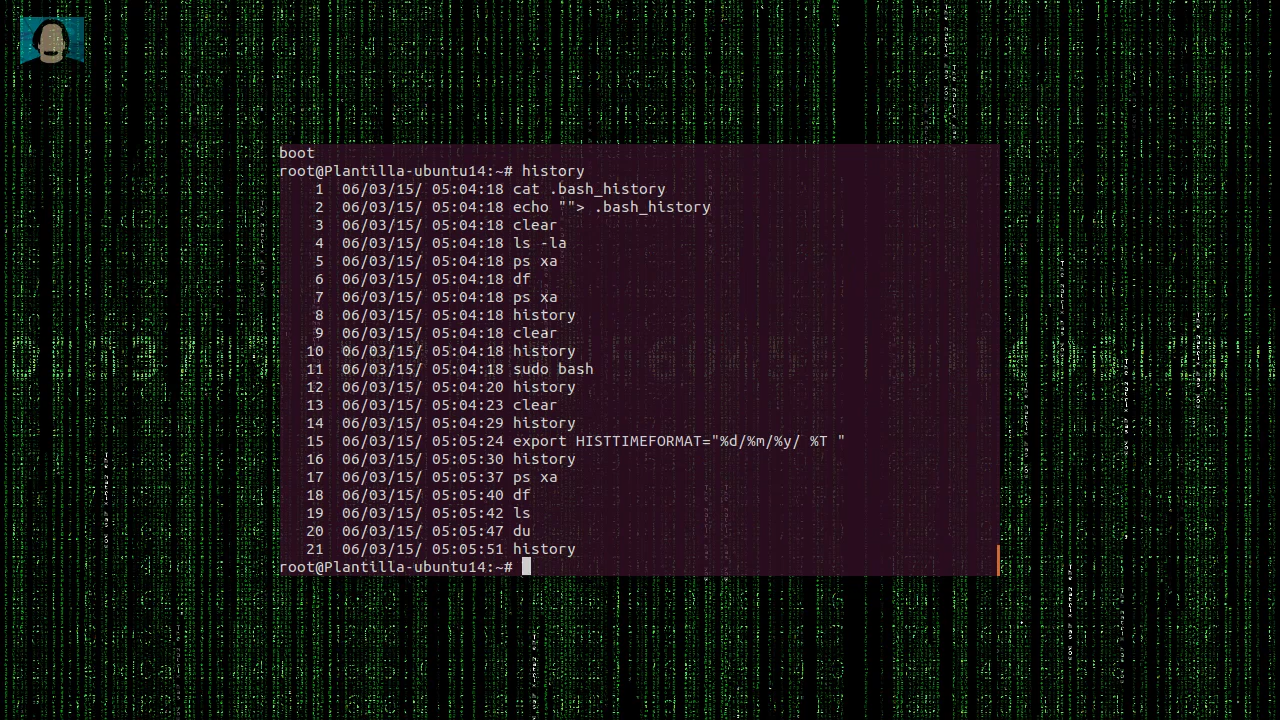 boot
root@Plantilla-ubuntu14:~# history
1 06/03/15/ 05:04:18 cat .bash_history
2 06/03/15/ 05:04:18 echo ""> .bash_history
3 06/03/15/ 05:04:18 clear
4 06/03/15/ 05:04:18 ls -la
5 06/03/15/ 05:04:18 ps xa
6 06/03/15/ 05:04:18 df
7 06/03/15/ 05:04:18 ps xa
8 06/03/15/ 05:04:18 history
9 06/03/15/ 05:04:18 clear
10 06/03/15/ 05:04:18 history
11 06/03/15/ 05:04:18 sudo bash
12 06/03/15/ 05:04:20 history
13 06/03/15/ 05:04:23 clear
14 06/03/15/ 05:04:29 history
15 06/03/15/ 05:05:24 export HISTTIMEFORMAT="%d/%m/%y/ %T "
16 06/03/15/ 05:05:30 history
17 06/03/15/ 05:05:37 ps xa
18 06/03/15/ 05:05:40 df
19 06/03/15/ 05:05:42 ls
20 06/03/15/ 05:05:47 du
21 06/03/15/ 05:05:51 history
root@Plantilla-ubuntu14:~#